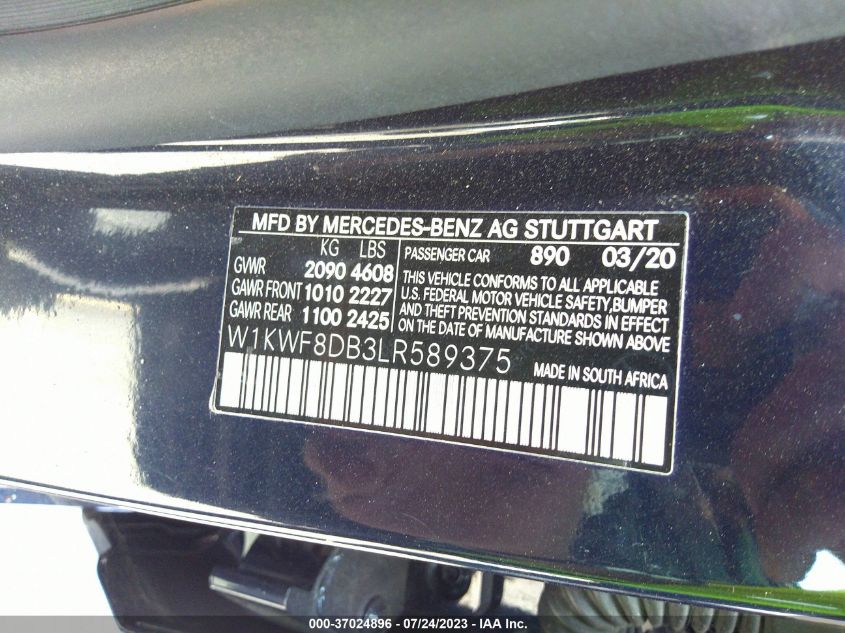 MFD BY MERCEDES-BENZ AG STUTTGART
KG LBS
GVWR 2090 4608
GAWR FRONT 1010 2227
GAWR REAR 1100 2425
PASSENGER CAR 890 03/20
THIS VEHICLE CONFORMS TO ALL APPLICABLE
U.S. FEDERAL MOTOR VEHICLE SAFETY, BUMPER
AND THEFT PREVENTION STANDARDS IN EFFECT
ON THE DATE OF MANUFACTURE SHOWN ABOVE
W1KWF8DB3LR589375
MADE IN SOUTH AFRICA
000-37024896 / 07/24/2023 - IAA Inc.